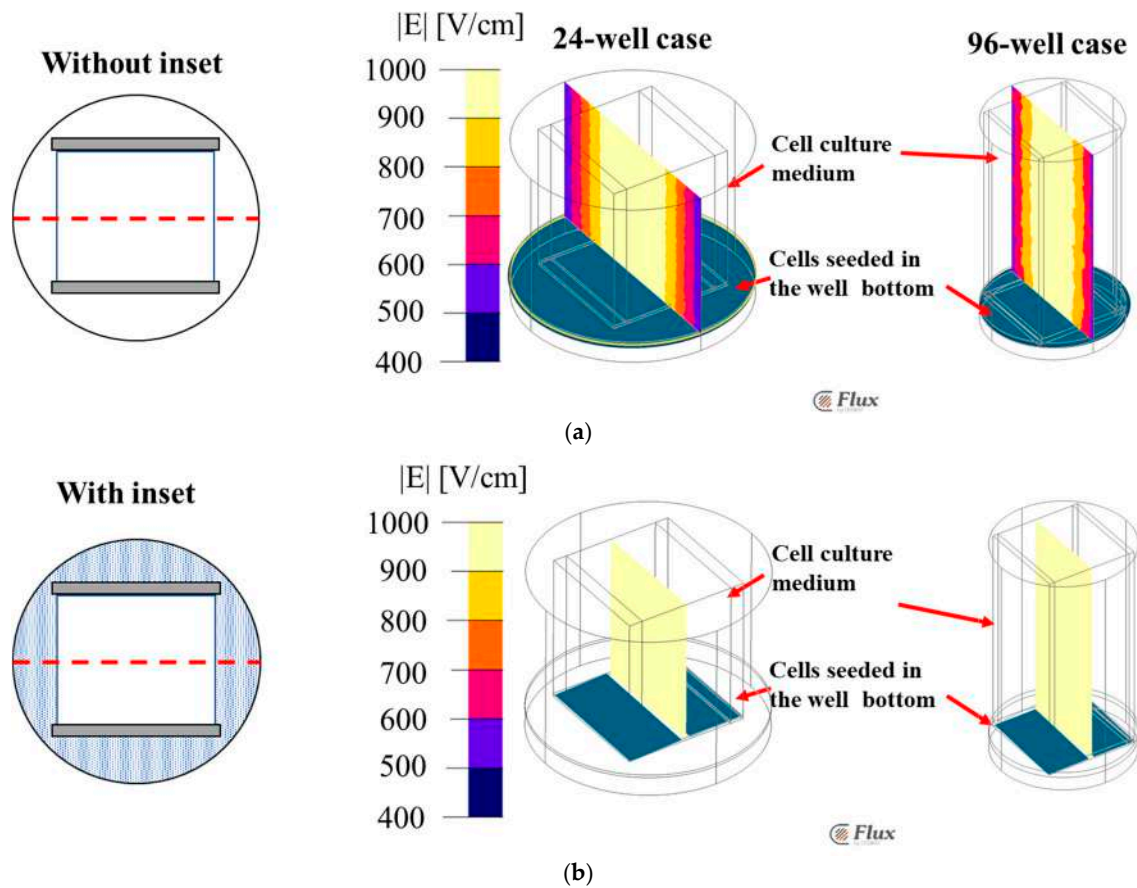 Without inset
|E| [V/cm]
24-well case
96-well case
1000
900
800
700
600
500
400
Cell culture
medium
Cells seeded in
the well bottom
Flux
(a)
With inset
|E| [V/cm]
1000
900
800
700
600
500
400
Cell culture
medium
Cells seeded in
the well bottom
Flux
(b)